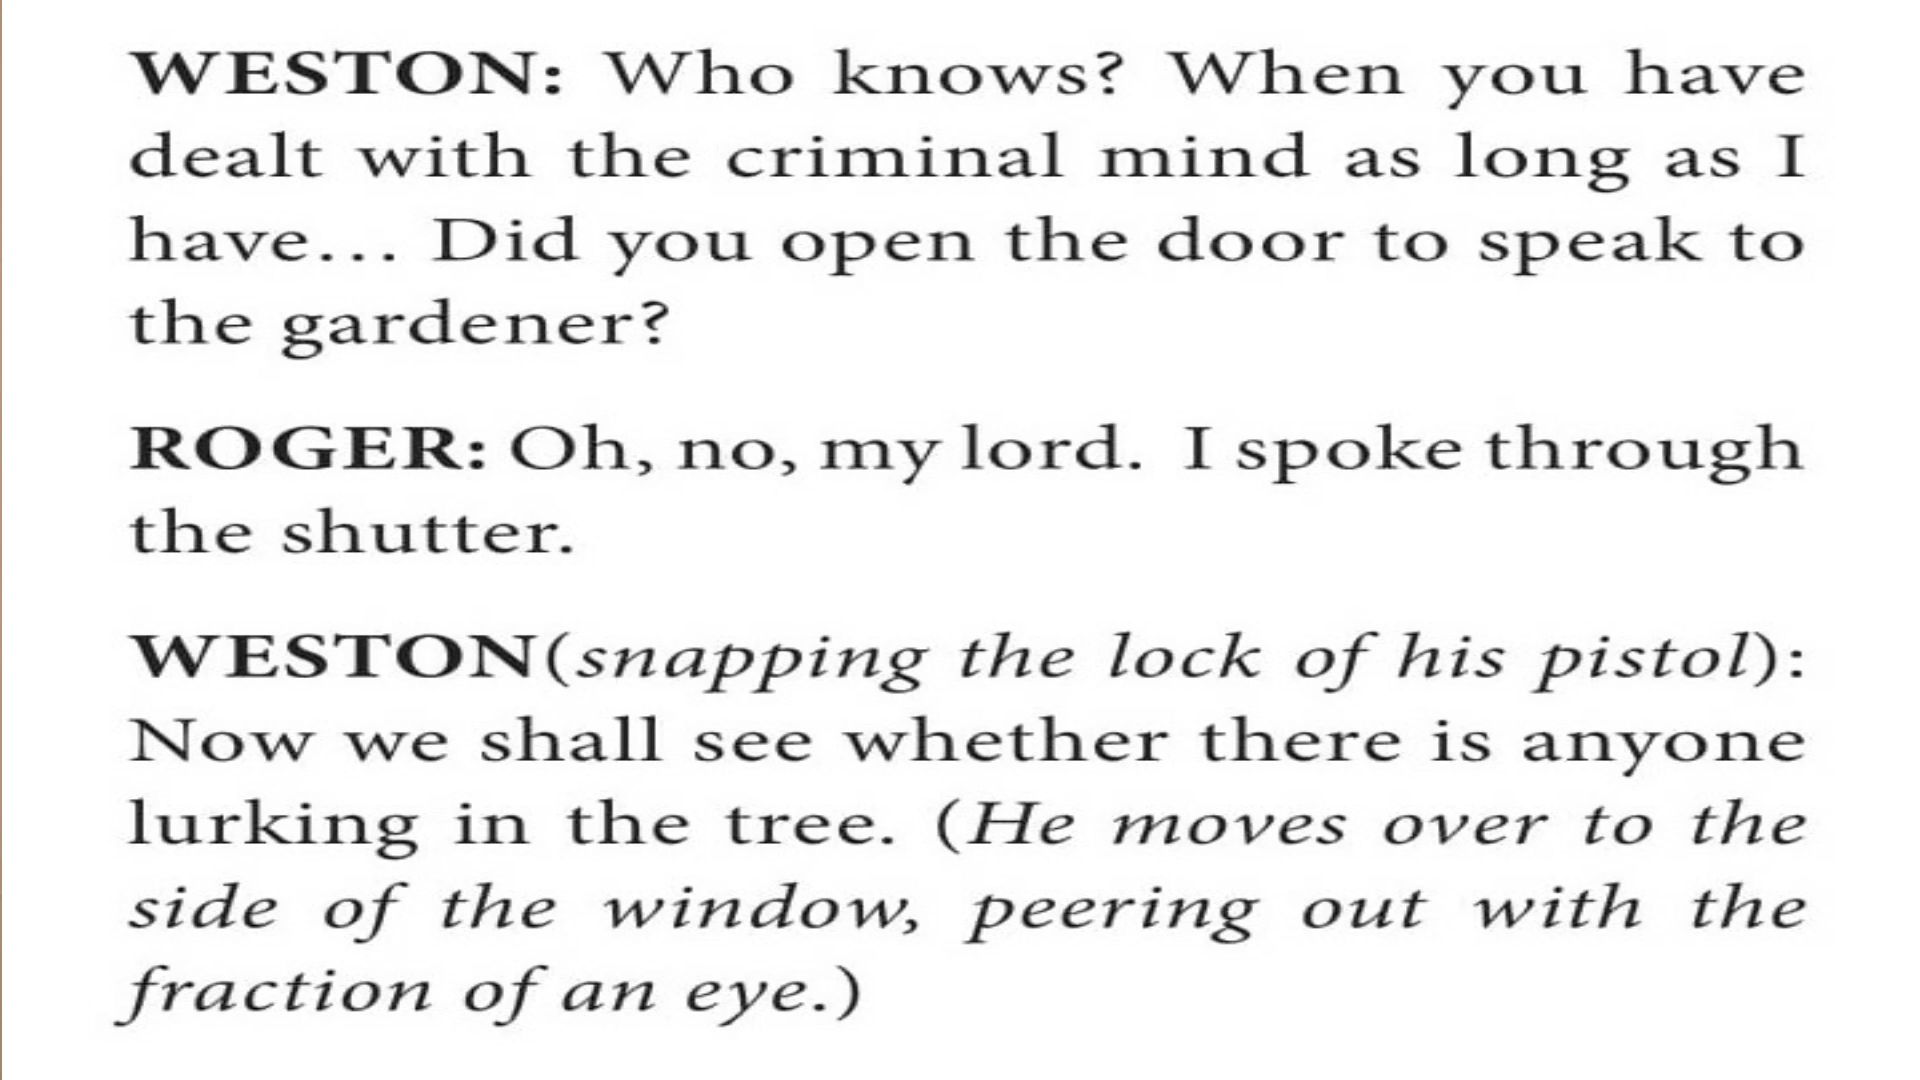 WESTON: Who knows? When you have
dealt with the criminal mind as long as I
have... Did you open the door to speak to
the gardener?
ROGER: Oh, no, my lord. I spoke through
the shutter.
WESTON(snapping the lock of his pistol):
Now we shall see whether there is anyone
lurking in the tree. (He moves over to the
side of the window, peering out with the
fraction of an eye.)